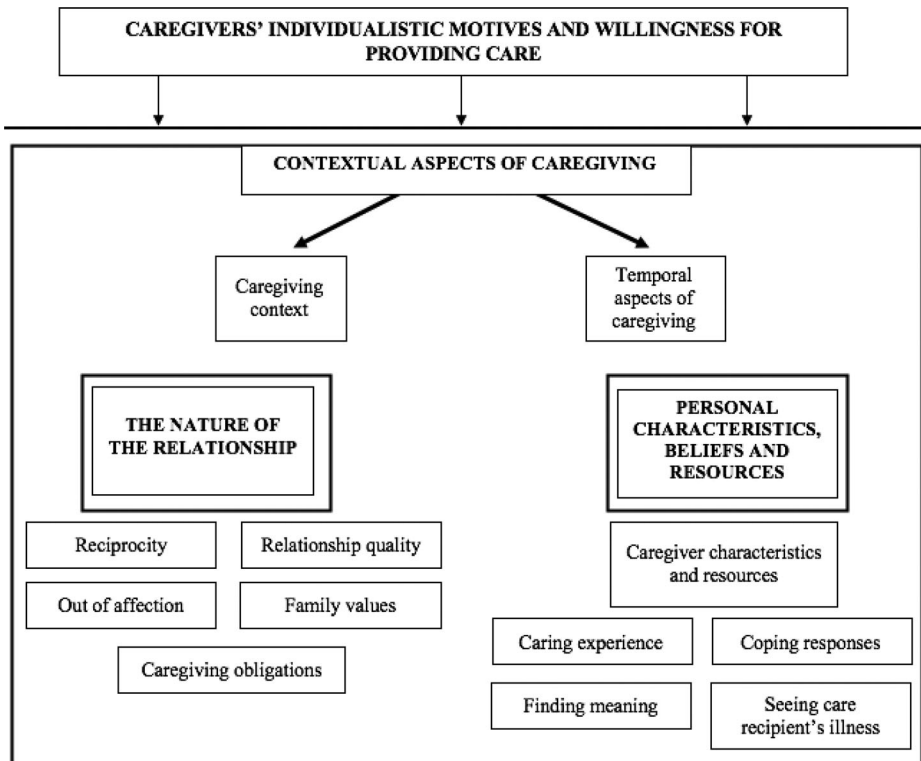 CAREGIVERS' INDIVIDUALISTIC MOTIVES AND WILLINGNESS FOR
PROVIDING CARE
CONTEXTUAL ASPECTS OF CAREGIVING
Caregiving
context
Temporal
aspects of
caregiving
THE NATURE OF
THE RELATIONSHIP
PERSONAL
CHARACTERISTICS,
BELIEFS AND
RESOURCES
Reciprocity
Relationship quality
Out of affection
Family values
Caregiving obligations
Caregiver characteristics
and resources
Caring experience
Coping responses
Finding meaning
Seeing care
recipient's illness